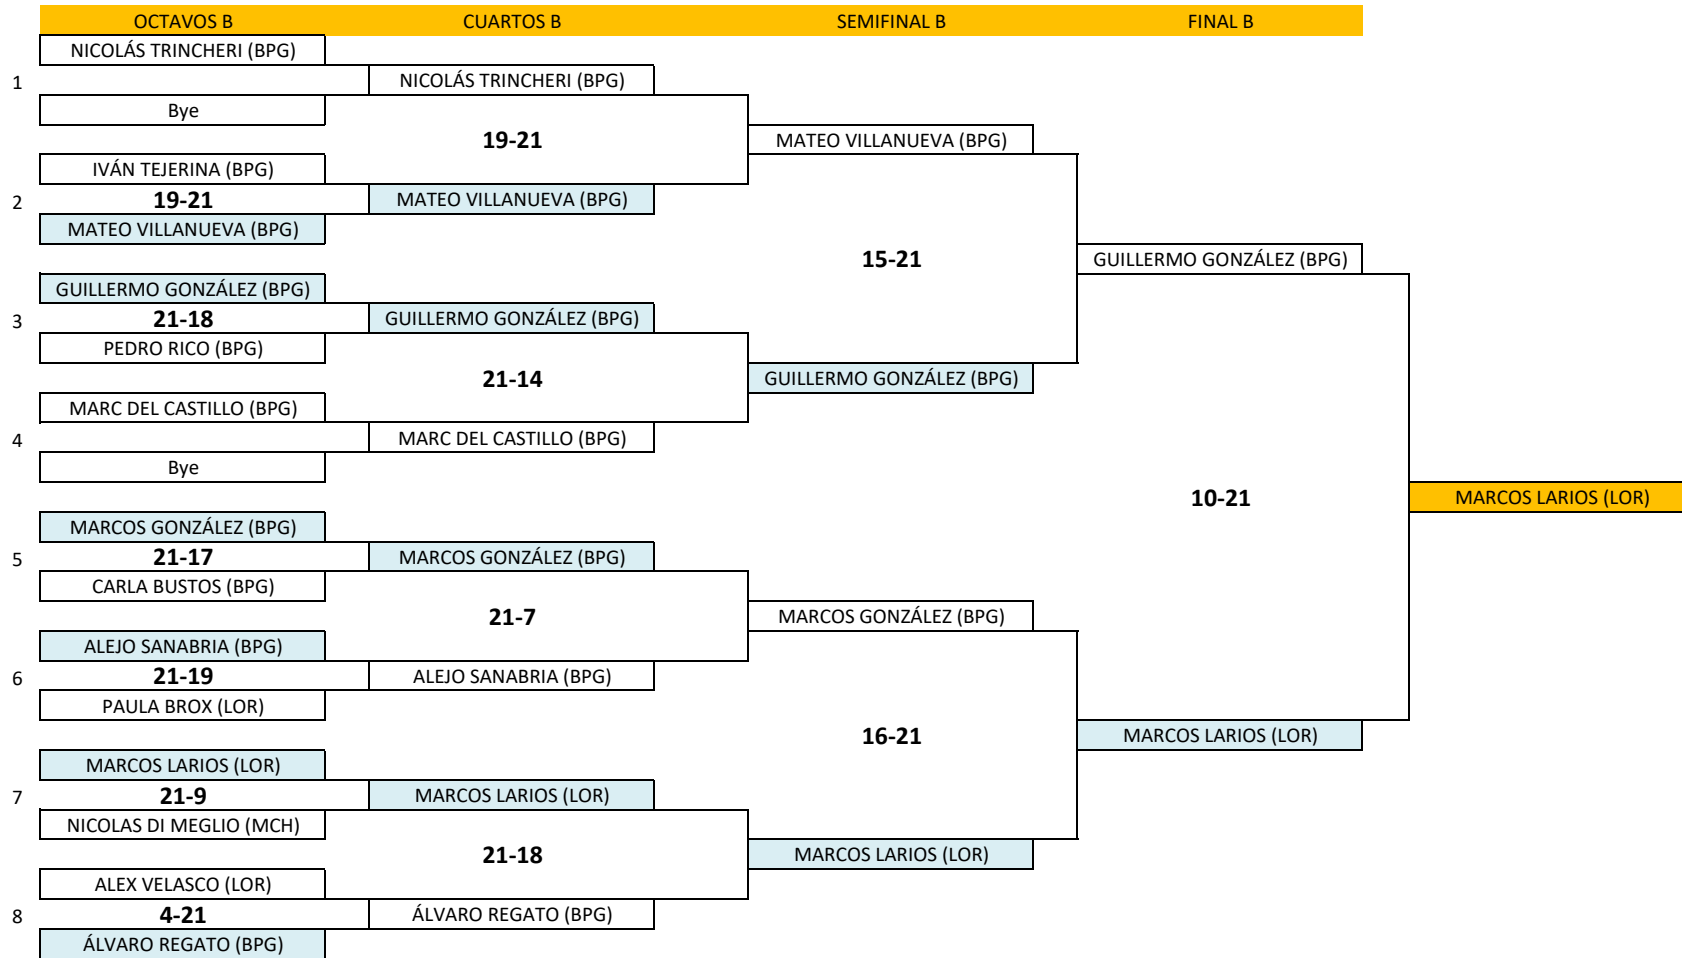 OCTAVOS B CUARTOS B SEMIFINAL B FINAL B
NICOLÁS TRINCHERI (BPG)
1 NICOLÁS TRINCHERI (BPG)
Bye
19-21 MATEO VILLANUEVA (BPG)
IVÁN TEJERINA (BPG)
2 19-21 MATEO VILLANUEVA (BPG)
MATEO VILLANUEVA (BPG)
15-21 GUILLERMO GONZÁLEZ (BPG)
GUILLERMO GONZÁLEZ (BPG)
3 21-18 GUILLERMO GONZÁLEZ (BPG)
PEDRO RICO (BPG)
21-14 GUILLERMO GONZÁLEZ (BPG)
MARC DEL CASTILLO (BPG)
4 MARC DEL CASTILLO (BPG)
Bye
10-21 MARCOS LARIOS (LOR)
MARCOS GONZÁLEZ (BPG)
5 21-17 MARCOS GONZÁLEZ (BPG)
CARLA BUSTOS (BPG)
21-7 MARCOS GONZÁLEZ (BPG)
ALEJO SANABRIA (BPG)
6 21-19 ALEJO SANABRIA (BPG)
PAULA BROX (LOR)
16-21 MARCOS LARIOS (LOR)
MARCOS LARIOS (LOR)
7 21-9 MARCOS LARIOS (LOR)
NICOLAS DI MEGLIO (MCH)
21-18 MARCOS LARIOS (LOR)
ALEX VELASCO (LOR)
8 4-21 ÁLVARO REGATO (BPG)
ÁLVARO REGATO (BPG)